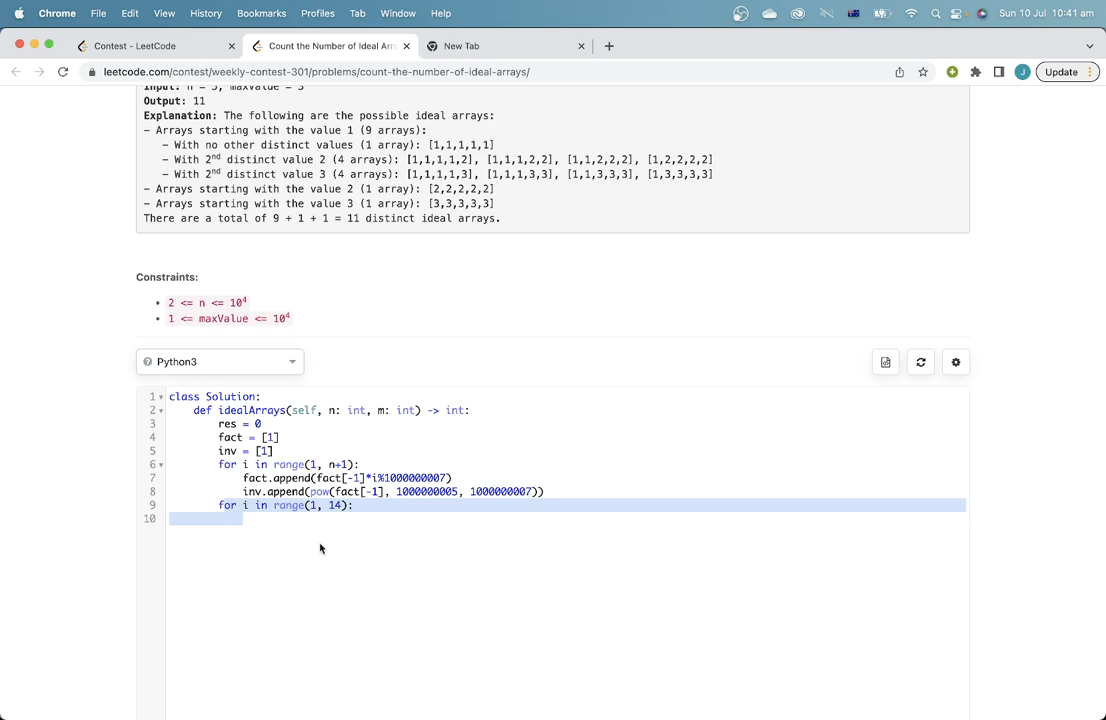 Chrome File Edit View History Bookmarks Profiles Tab Window Help Sun 10 Jul 10:41 am
Contest - LeetCode Count the Number of Ideal Arr New Tab
leetcode.com/contest/weekly-contest-301/problems/count-the-number-of-ideal-arrays/ J Update
Input: n = 5, maxValue = 3
Output: 11
Explanation: The following are the possible ideal arrays:
- Arrays starting with the value 1 (9 arrays):
- With no other distinct values (1 array): [1,1,1,1,1]
- With 2nd distinct value 2 (4 arrays): [1,1,1,1,2], [1,1,1,2,2], [1,1,2,2,2], [1,2,2,2,2]
- With 2nd distinct value 3 (4 arrays): [1,1,1,1,3], [1,1,1,3,3], [1,1,3,3,3], [1,3,3,3,3]
- Arrays starting with the value 2 (1 array): [2,2,2,2,2]
- Arrays starting with the value 3 (1 array): [3,3,3,3,3]
There are a total of 9 + 1 + 1 = 11 distinct ideal arrays.
Constraints:
• 2 <= n <= 10^4
• 1 <= maxValue <= 10^4
Python3
1 class Solution:
2 def idealArrays(self, n: int, m: int) -> int:
3 res = 0
4 fact = [1]
5 inv = [1]
6 for i in range(1, n+1):
7 fact.append(fact[-1]*i%1000000007)
8 inv.append(pow(fact[-1], 1000000005, 1000000007))
9 for i in range(1, 14):
10